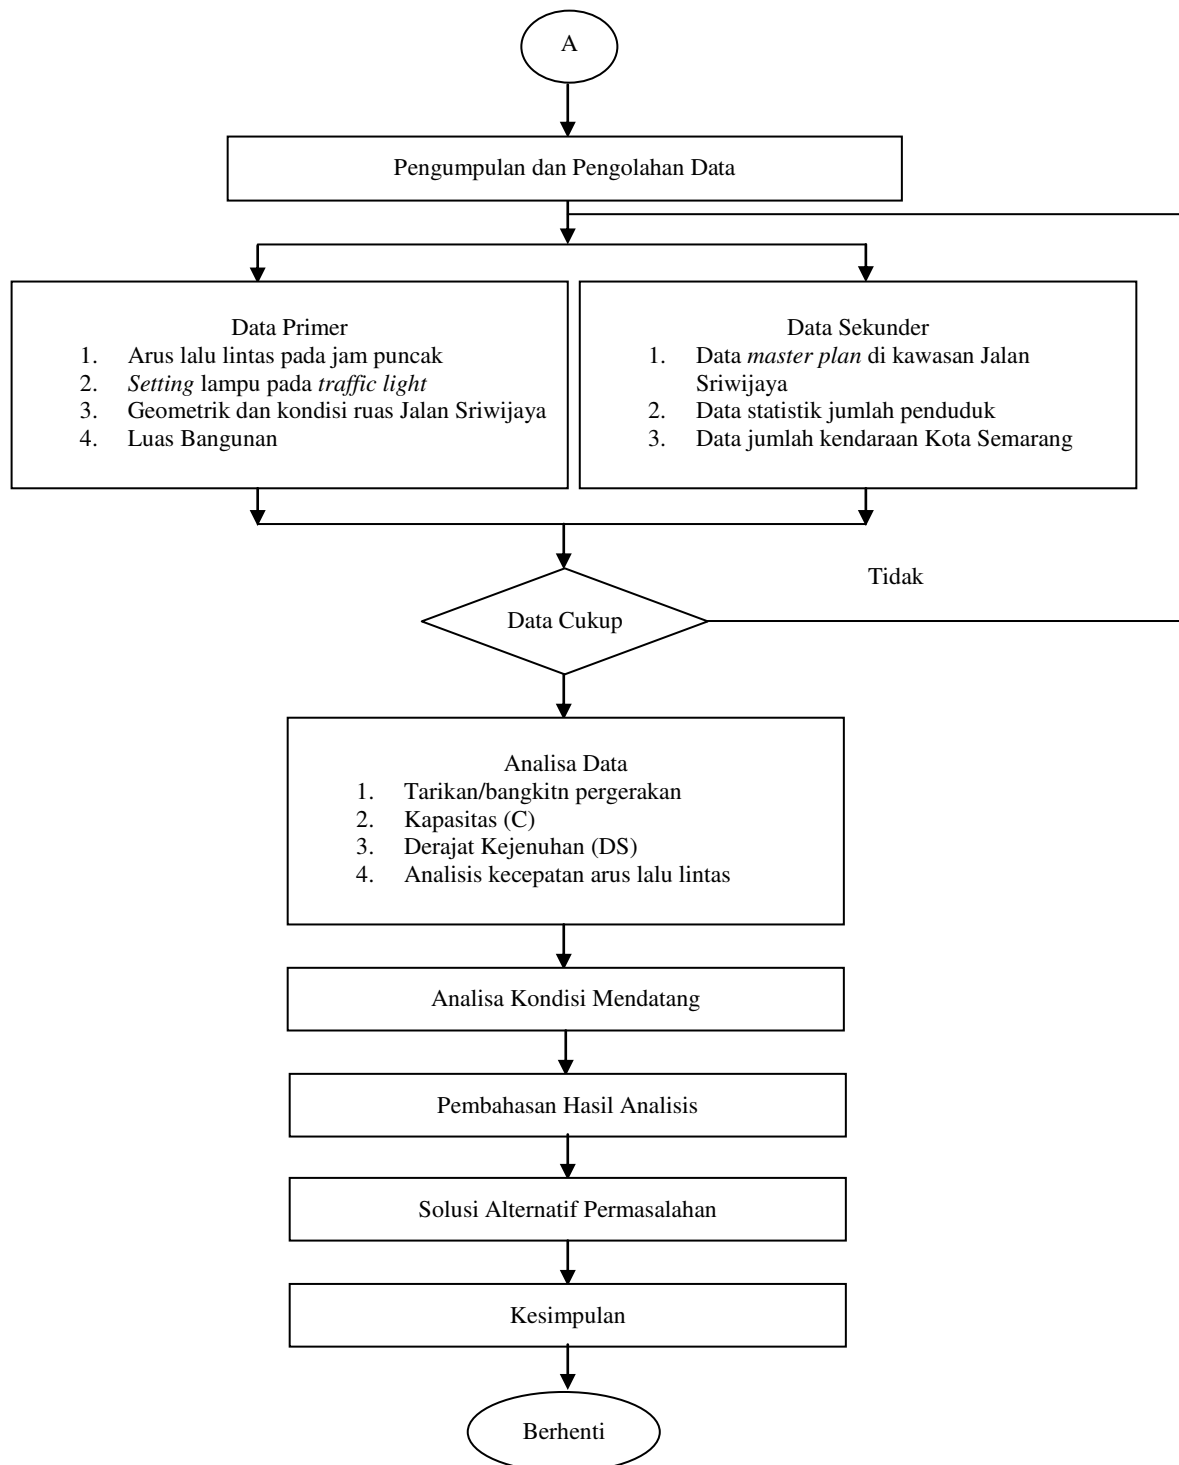 A
Pengumpulan dan Pengolahan Data
Data Primer
1. Arus lalu lintas pada jam puncak
2. Setting lampu pada traffic light
3. Geometrik dan kondisi ruas Jalan Sriwijaya
4. Luas Bangunan
Data Sekunder
1. Data master plan di kawasan Jalan
Sriwijaya
2. Data statistik jumlah penduduk
3. Data jumlah kendaraan Kota Semarang
Tidak
Data Cukup
Analisa Data
1. Tarikan/bangkitn pergerakan
2. Kapasitas (C)
3. Derajat Kejenuhan (DS)
4. Analisis kecepatan arus lalu lintas
Analisa Kondisi Mendatang
Pembahasan Hasil Analisis
Solusi Alternatif Permasalahan
Kesimpulan
Berhenti